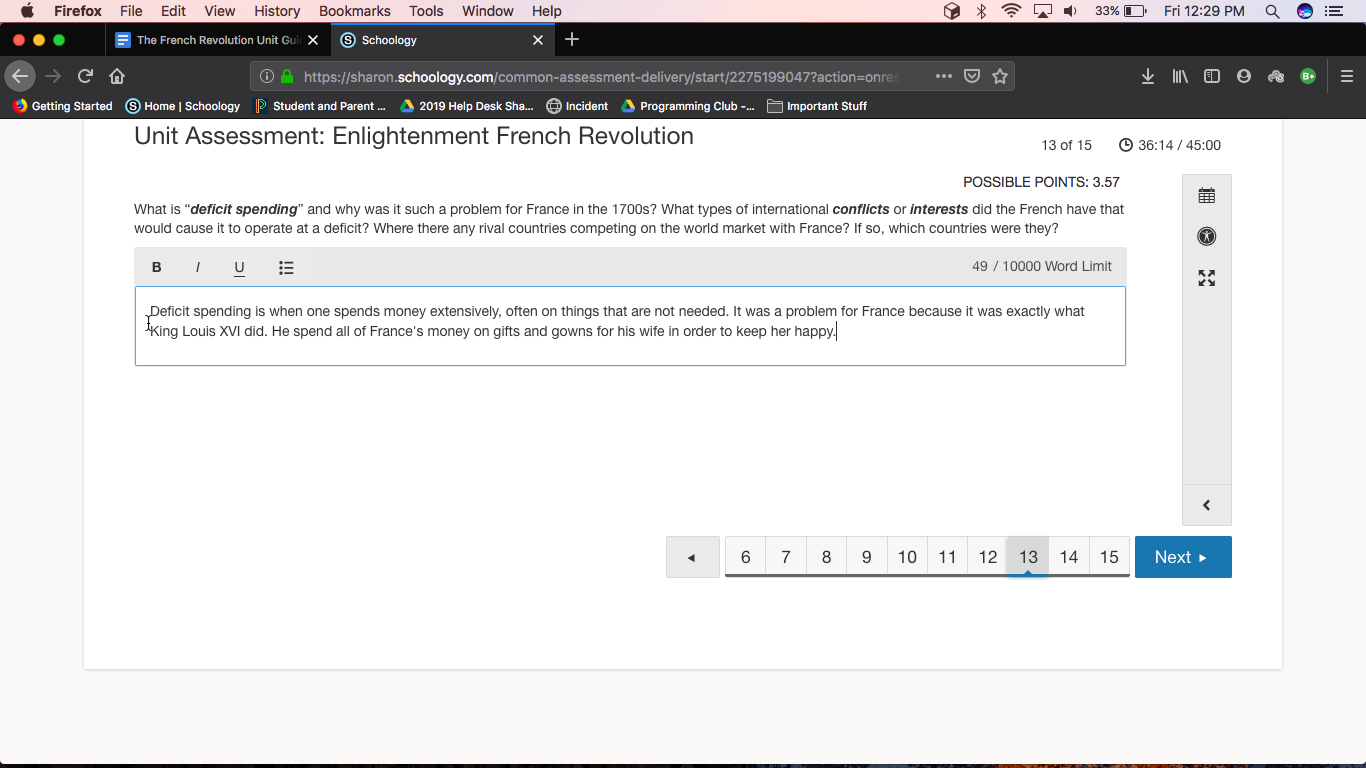 Firefox File Edit View History Bookmarks Tools Window Help 33% Fri 12:29 PM
The French Revolution Unit Gui Schoology
https://sharon.schoology.com/common-assessment-delivery/start/2275199047?action=onres
Getting Started Home | Schoology Student and Parent ... 2019 Help Desk Sha... Incident Programming Club -... Important Stuff
Unit Assessment: Enlightenment French Revolution
13 of 15 36:14 / 45:00
POSSIBLE POINTS: 3.57
What is “deficit spending” and why was it such a problem for France in the 1700s? What types of international conflicts or interests did the French have that
would cause it to operate at a deficit? Where there any rival countries competing on the world market with France? If so, which countries were they?
B I U 49 / 10000 Word Limit
Deficit spending is when one spends money extensively, often on things that are not needed. It was a problem for France because it was exactly what
King Louis XVI did. He spend all of France's money on gifts and gowns for his wife in order to keep her happy.
6 7 8 9 10 11 12 13 14 15 Next